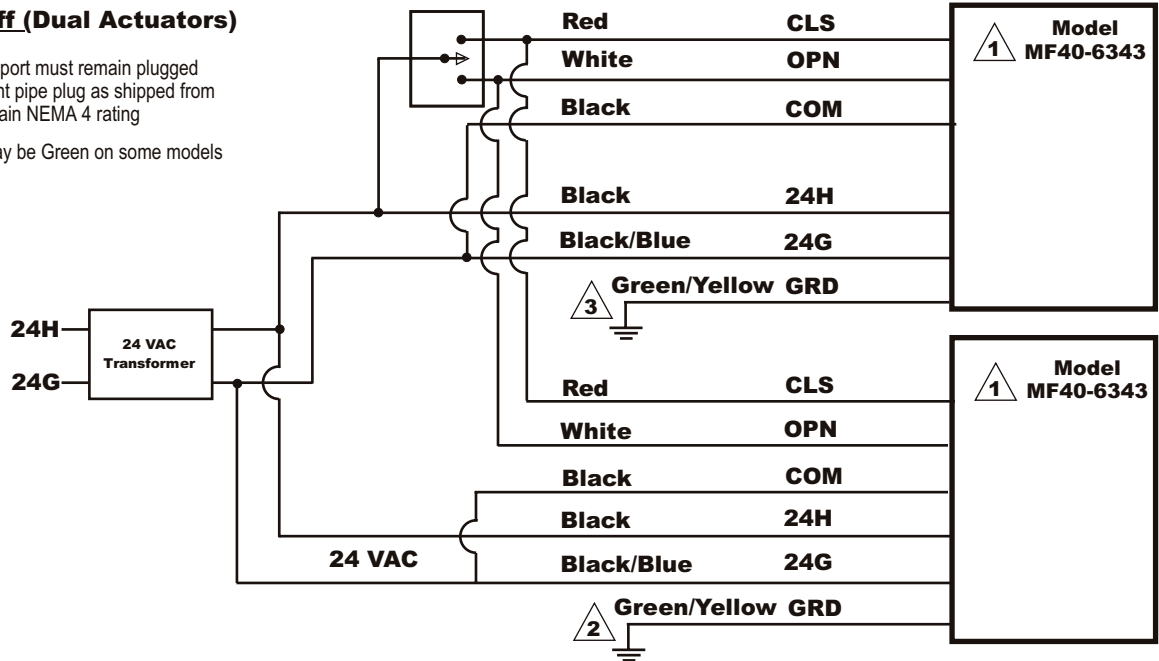 ff (Dual Actuators)
port must remain plugged
nt pipe plug as shipped from
ain NEMA 4 rating
ay be Green on some models
Red CLS
White OPN
Black COM
Black 24H
Black/Blue 24G
3 Green/Yellow GRD
1 Model
MF40-6343
24H
24G
24 VAC
Transformer
Red CLS
White OPN
Black COM
Black 24H
24 VAC
Black/Blue 24G
2 Green/Yellow GRD
1 Model
MF40-6343